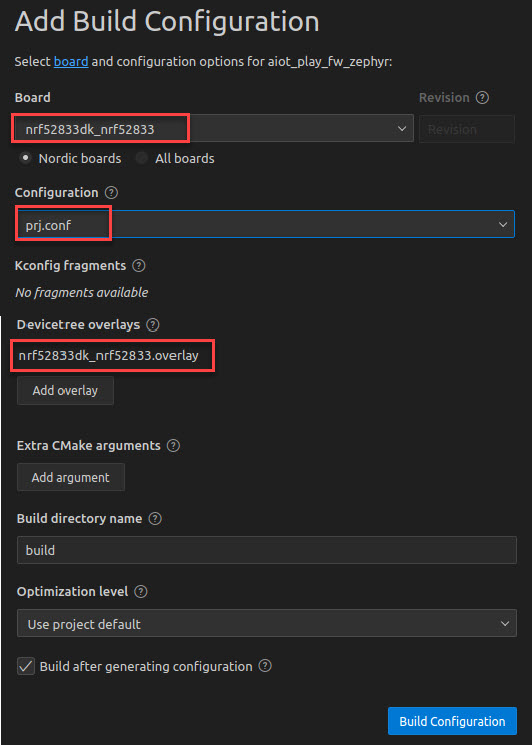 Add Build Configuration
Select board and configuration options for aiot_play_fw_zephyr:
Board
Revision ?
nrf52833dk_nrf52833
Revision
Nordic boards All boards
Configuration ?
prj.conf
Kconfig fragments ?
No fragments available
Devicetree overlays ?
nrf52833dk_nrf52833.overlay
Add overlay
Extra CMake arguments ?
Add argument
Build directory name ?
build
Optimization level ?
Use project default
Build after generating configuration ?
Build Configuration